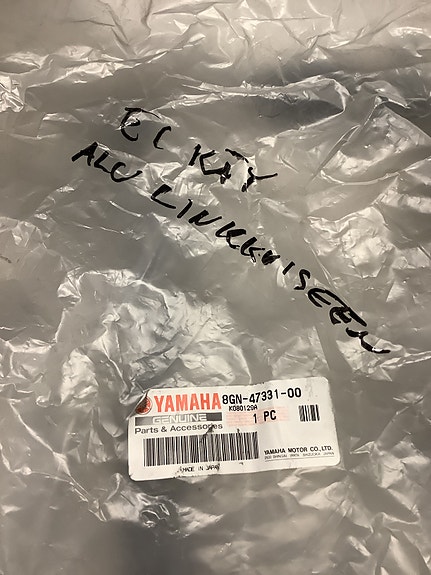 EI KÄY
ALU LINKKUISEEN
YAMAHA 8GN-47331-00
GENUINE K080129A
Parts & Accessories 1 PC
YAMAHA MOTOR CO., LTD.
MADE IN JAPAN